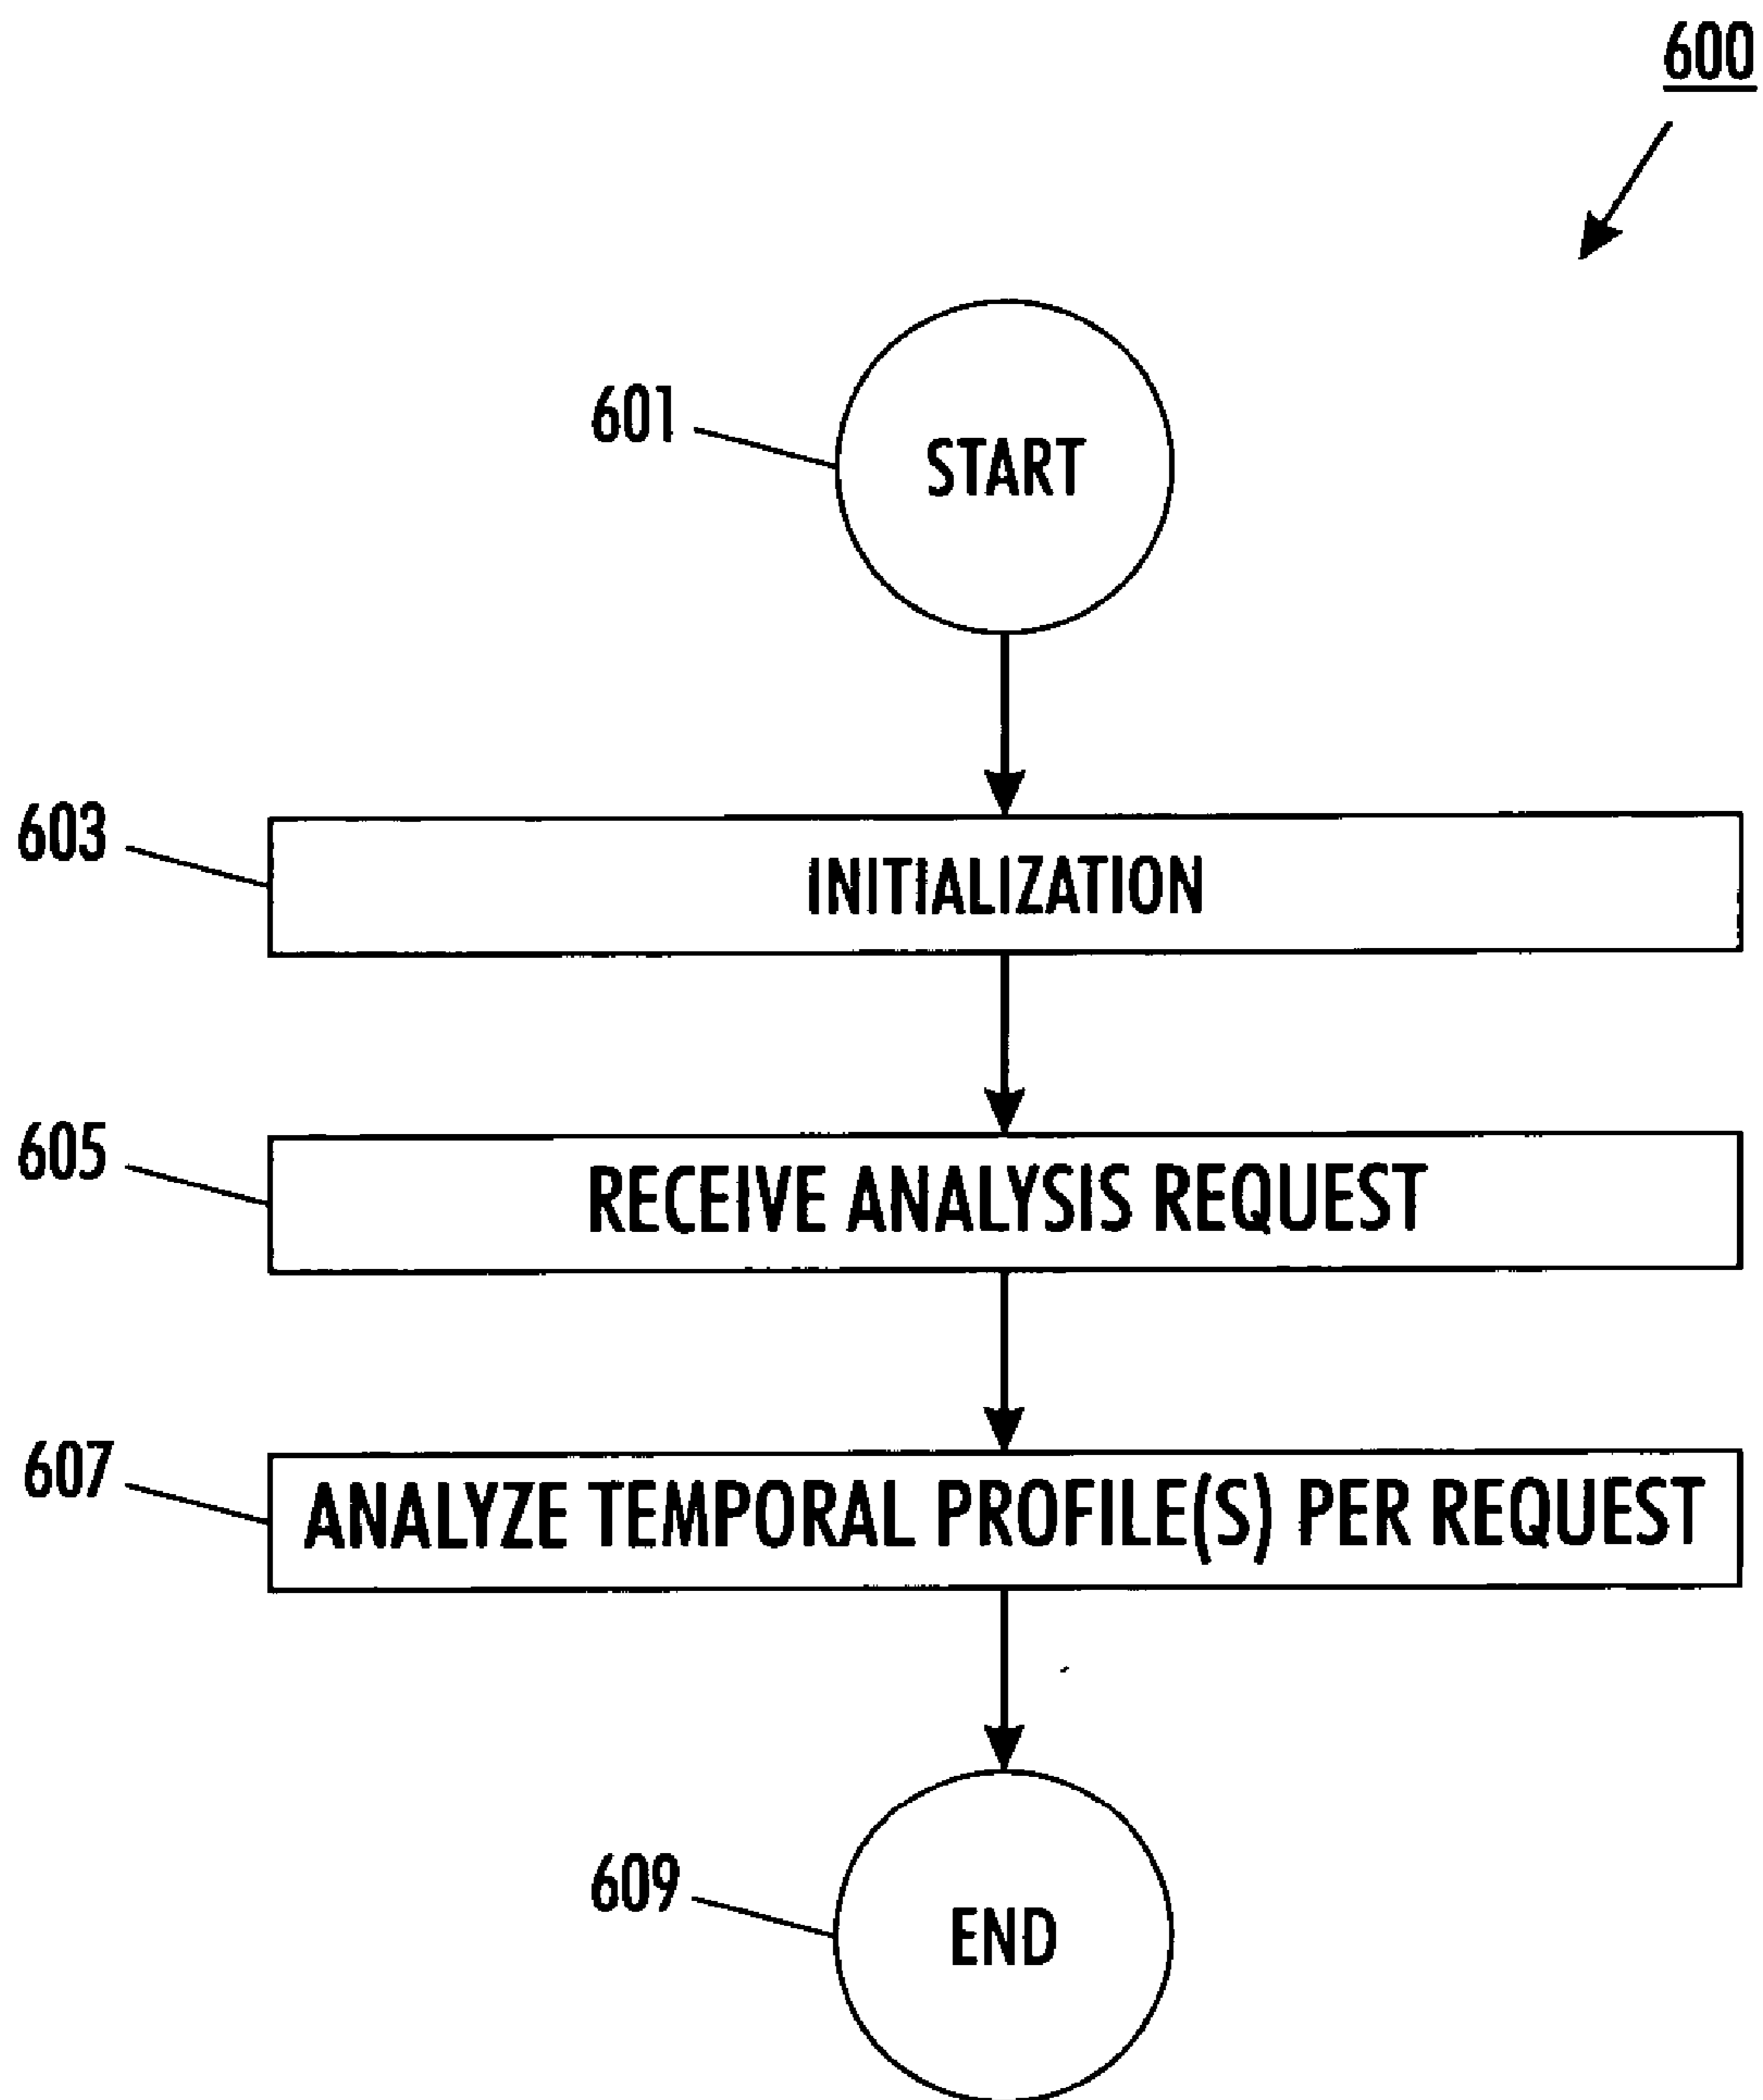 600
601
START
603
INITIALIZATION
605
RECEIVE ANALYSIS REQUEST
607
ANALYZE TEMPORAL PROFILE(S) PER REQUEST
609
END